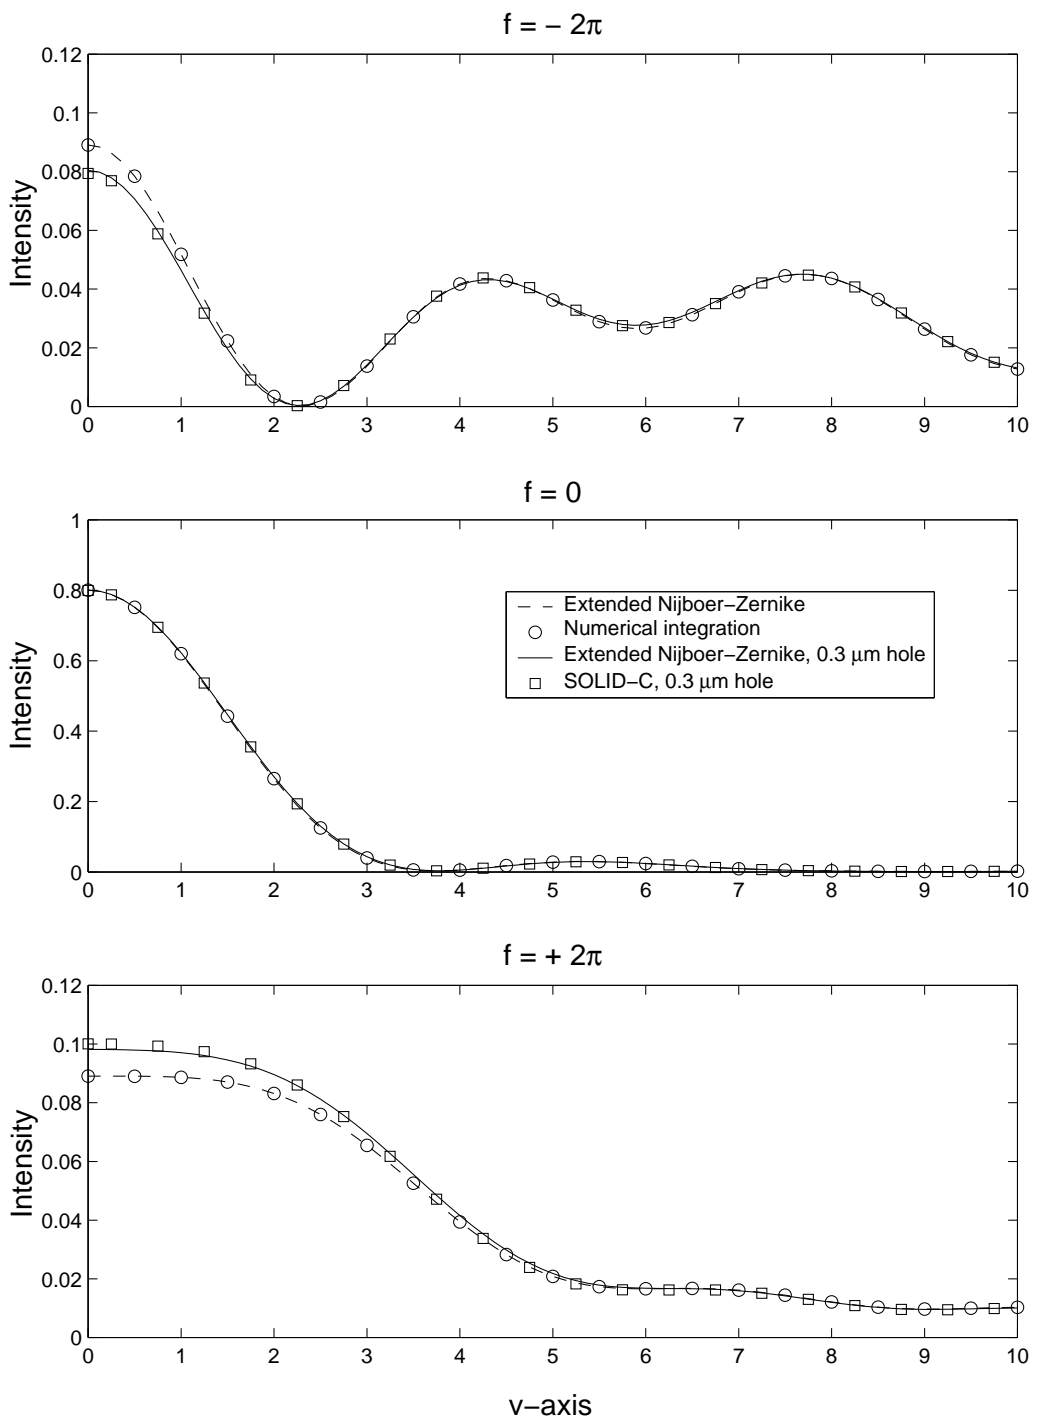 f = − 2π
0.12
0.1
0.08
0.06
0.04
0.02
0
Intensity
0 1 2 3 4 5 6 7 8 9 10
f = 0
1
0.8
0.6
0.4
0.2
0
Intensity
Extended Nijboer−Zernike
Numerical integration
Extended Nijboer−Zernike, 0.3 μm hole
SOLID−C, 0.3 μm hole
0 1 2 3 4 5 6 7 8 9 10
f = + 2π
0.12
0.1
0.08
0.06
0.04
0.02
0
Intensity
0 1 2 3 4 5 6 7 8 9 10
v−axis